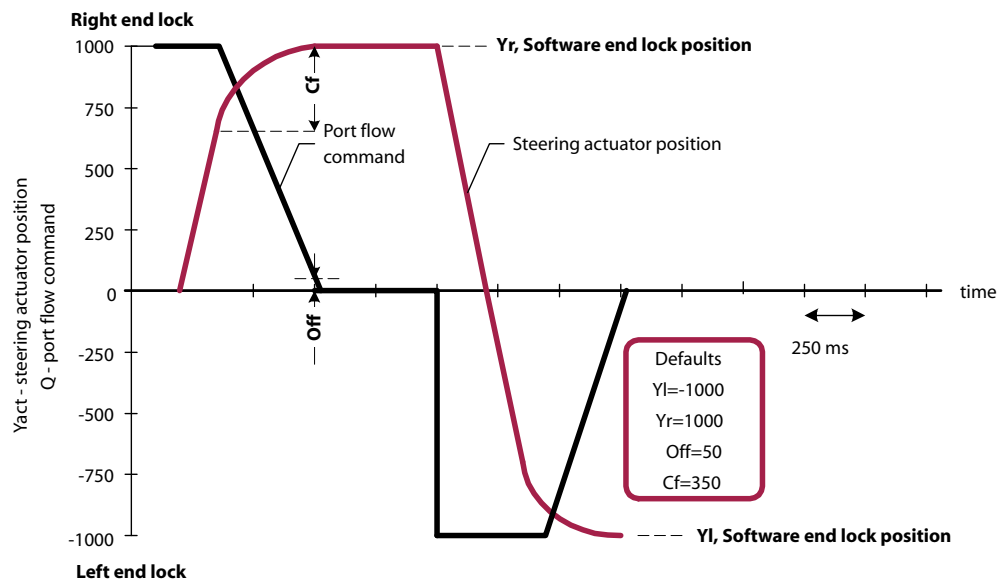 Right end lock
1000
750
500
250
0
-250
-500
-750
-1000
Left end lock
Yact - steering actuator position
Q - port flow command
Cf
Port flow
command
Off
Yr, Software end lock position
Steering actuator position
time
250 ms
Defaults
Yl=-1000
Yr=1000
Off=50
Cf=350
Yl, Software end lock position